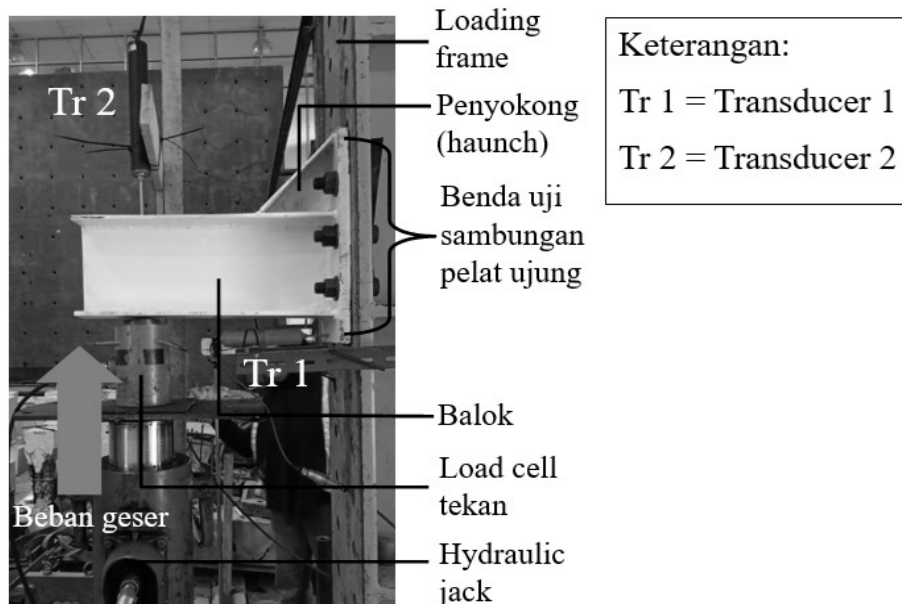 Tr 2
Tr 1
Beban geser
Loading
frame
Penyokong
(haunch)
Benda uji
sambungan
pelat ujung
Balok
Load cell
tekan
Hydraulic
jack
Keterangan:
Tr 1 = Transducer 1
Tr 2 = Transducer 2